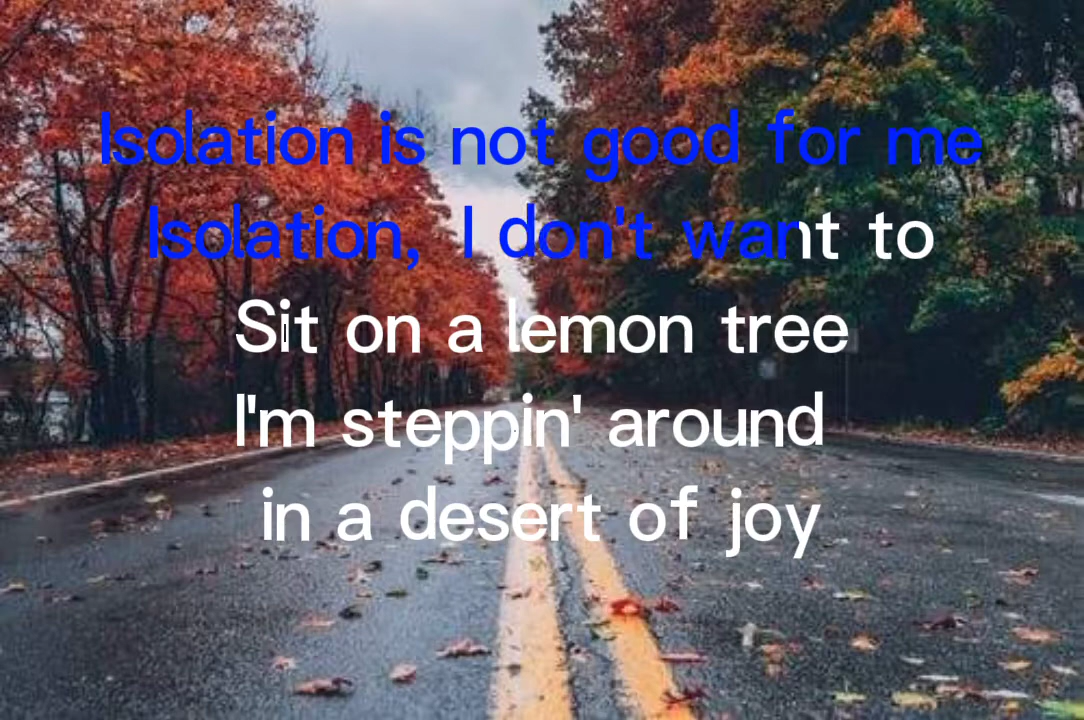 Isolation is not good for me
Isolation, I don't want to
Sit on a lemon tree
I'm steppin' around
in a desert of joy